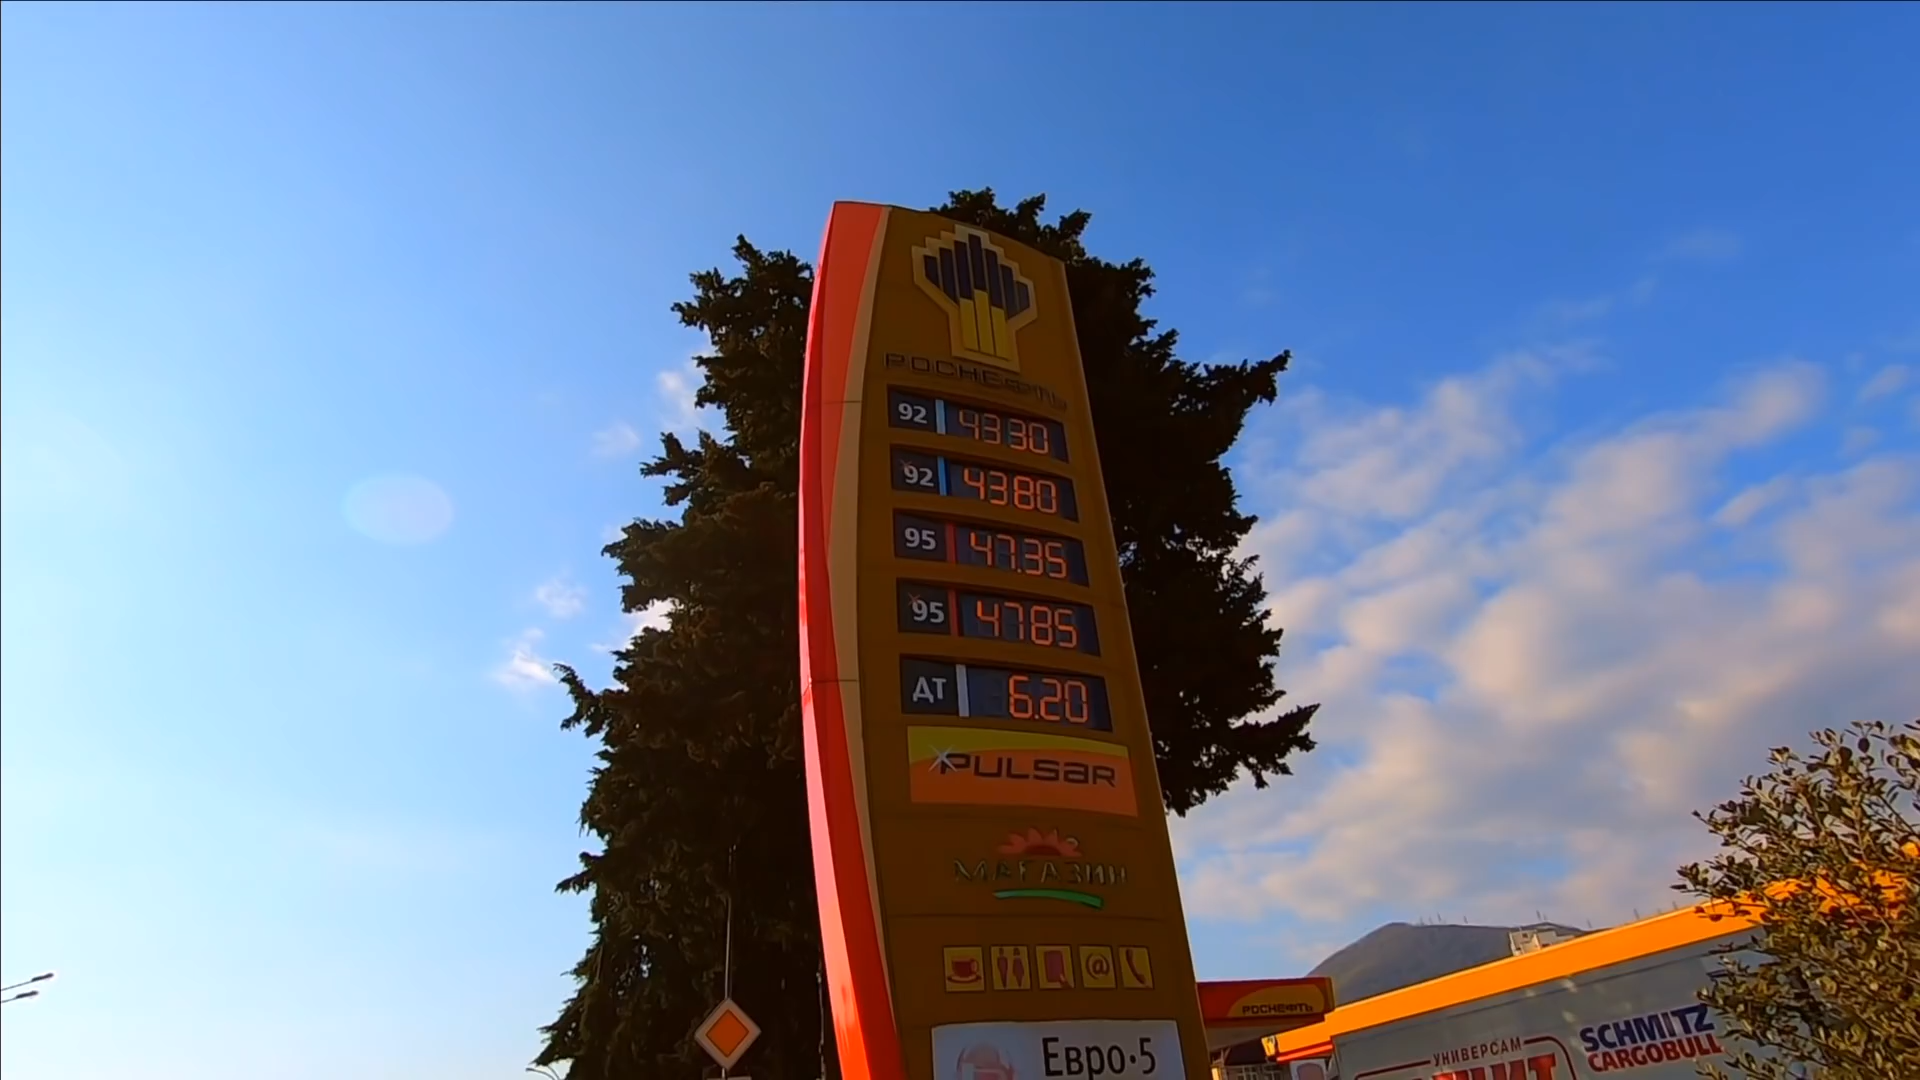 РОСНЕФТЬ
92 43 30
92 43 80
95 47.35
95 47 85
ДТ 6.20
PULSAR
МАГАЗИН
@
РОСНЕФТЬ
Евро·5
УНИВЕРСАМ
SCHMITZ
CARGOBULL